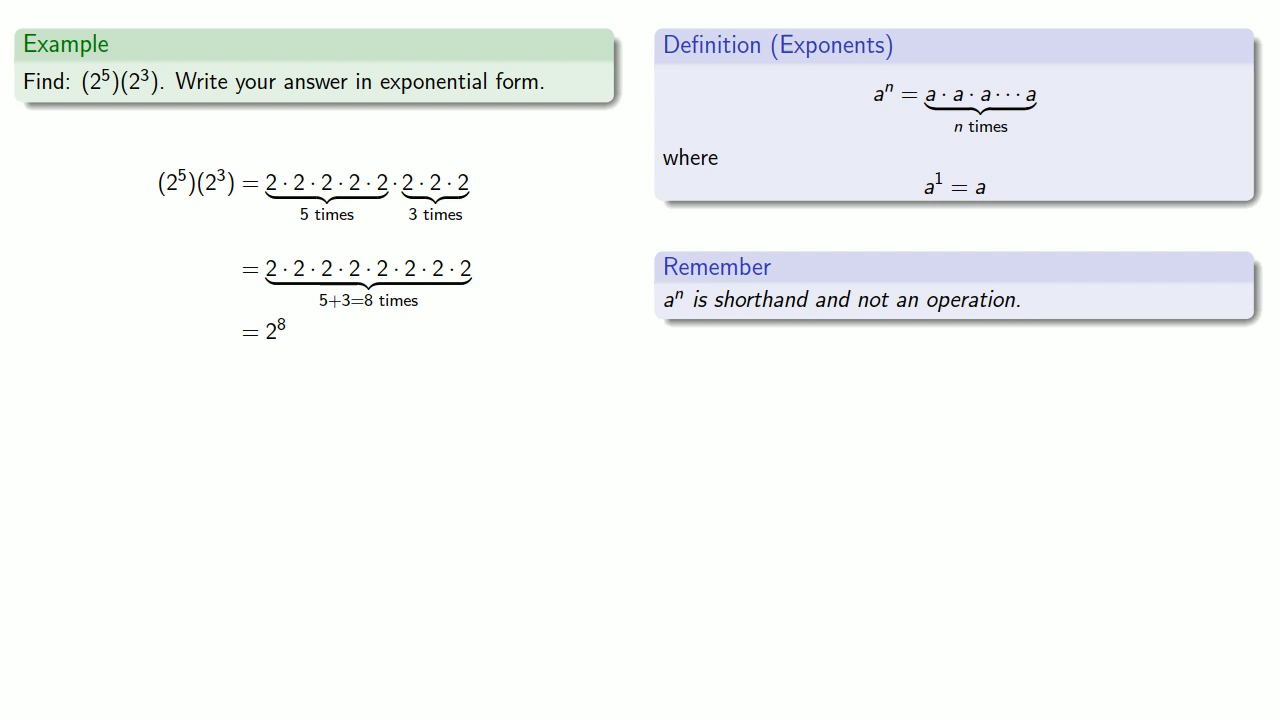 Example
Find: (2⁵)(2³). Write your answer in exponential form.
(2⁵)(2³) = 2 · 2 · 2 · 2 · 2 · 2 · 2 · 2
5 times 3 times
= 2 · 2 · 2 · 2 · 2 · 2 · 2 · 2
5+3=8 times
= 2⁸
Definition (Exponents)
aⁿ = a · a · a · · · a
n times
where
a¹ = a
Remember
aⁿ is shorthand and not an operation.